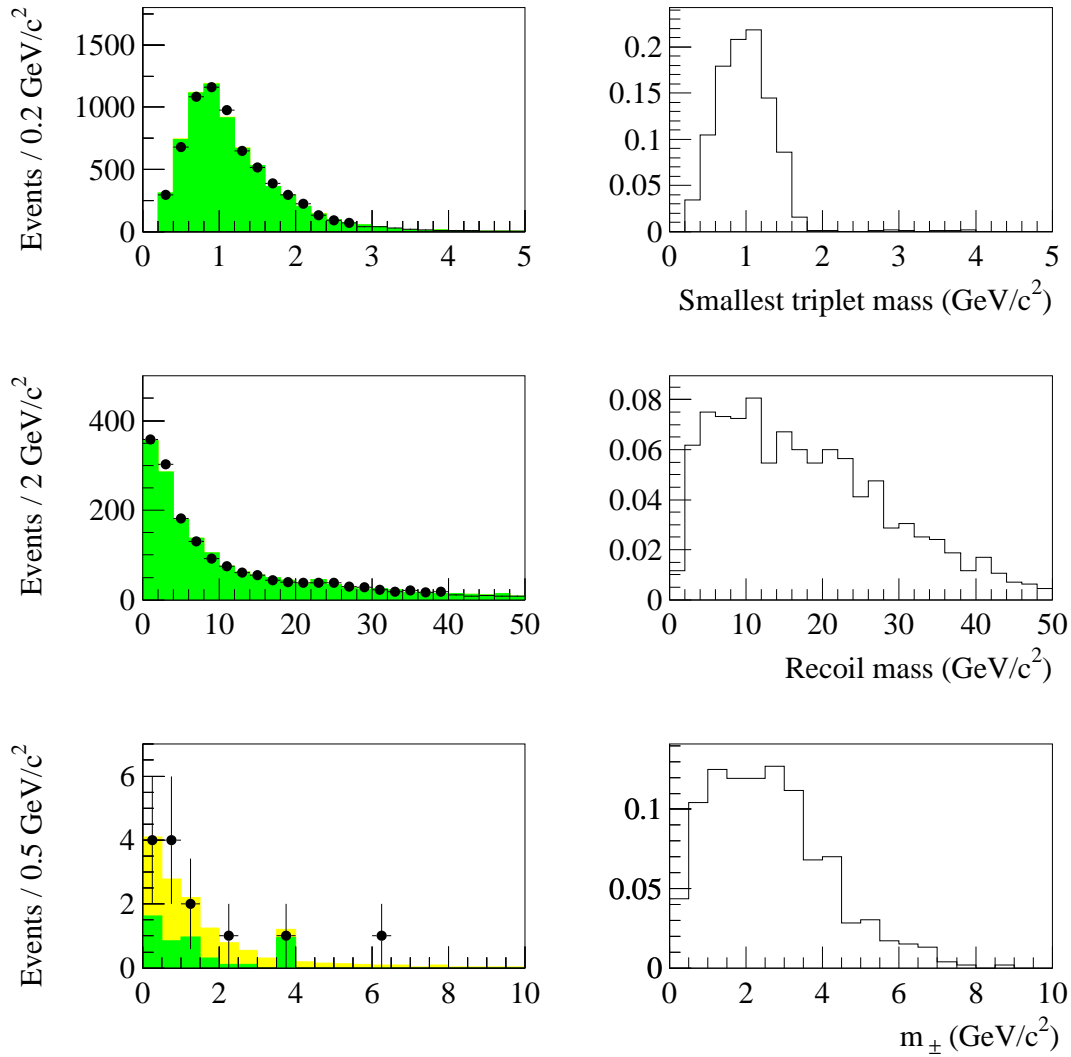 Events / 0.2 GeV/c²
1500
1000
500
0
0 1 2 3 4 5
0.2
0.15
0.1
0.05
0
0 1 2 3 4 5
Smallest triplet mass (GeV/c²)
Events / 2 GeV/c²
400
200
0
0 10 20 30 40 50
0.08
0.06
0.04
0.02
0
0 10 20 30 40 50
Recoil mass (GeV/c²)
Events / 0.5 GeV/c²
6
4
2
0
0 2 4 6 8 10
0.1
0.05
0
0 2 4 6 8 10
m± (GeV/c²)